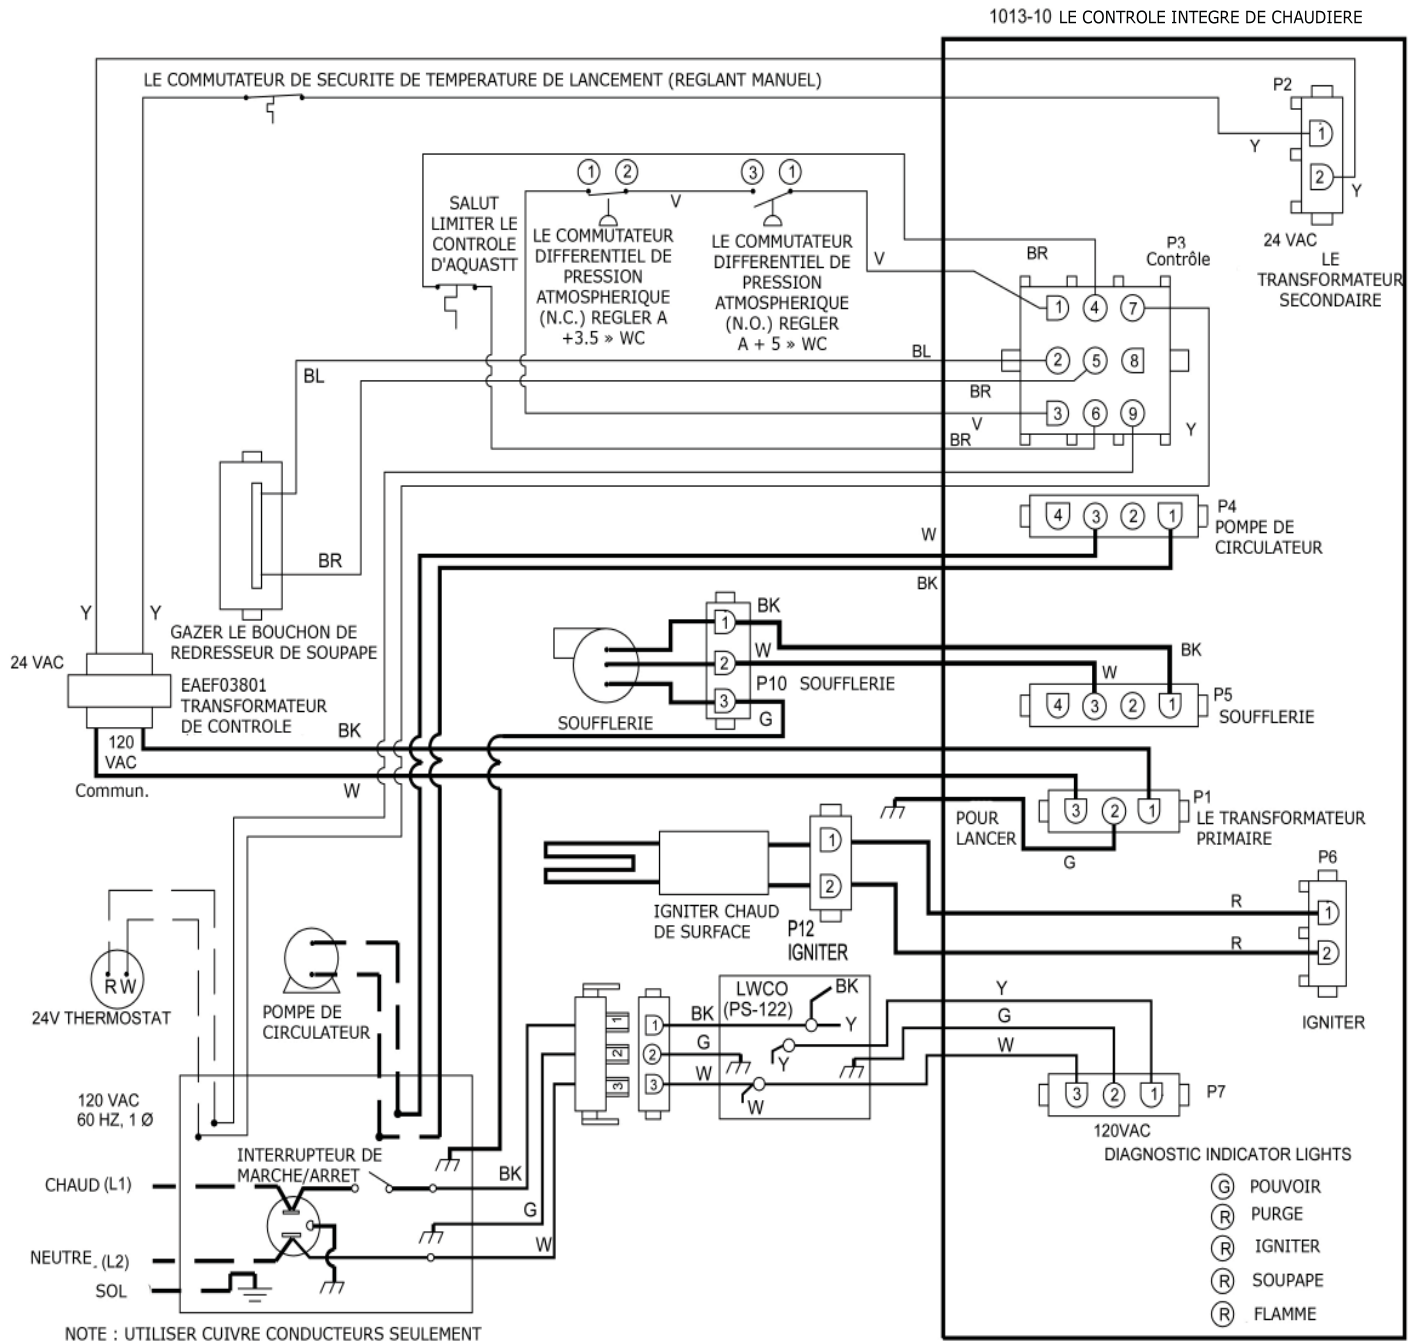 1013-10 LE CONTROLE INTEGRE DE CHAUDIERE
LE COMMUTATEUR DE SECURITE DE TEMPERATURE DE LANCEMENT (REGLANT MANUEL)
P2
1
Y
2
Y
24 VAC
LE
TRANSFORMATEUR
SECONDAIRE
1 2
3 1
V
SALUT
LIMITER LE
CONTROLE
D'AQUASTT
LE COMMUTATEUR
DIFFERENTIEL DE
PRESSION
ATMOSPHERIQUE
(N.C.) REGLER A
+3.5 » WC
LE COMMUTATEUR
DIFFERENTIEL DE
PRESSION
ATMOSPHERIQUE
(N.O.) REGLER
A + 5 » WC
V
BR
P3
Contrôle
1 4 7
2 5 8
3 6 9
BL
BR
V
BR
Y
BL
BR
GAZER LE BOUCHON DE
REDRESSEUR DE SOUPAPE
Y
Y
24 VAC
EAEF03801
TRANSFORMATEUR
DE CONTROLE
120
VAC
Commun.
BK
W
W
BK
4 3 2 1
P4
POMPE DE
CIRCULATEUR
SOUFFLERIE
1
2
3
BK
W
G
P10 SOUFFLERIE
BK
W
4 3 2 1
P5
SOUFFLERIE
3 2 1
P1
LE TRANSFORMATEUR
PRIMAIRE
POUR
LANCER
G
IGNITER CHAUD
DE SURFACE
1
2
P12
IGNITER
R
R
P6
1
2
IGNITER
R W
24V THERMOSTAT
POMPE DE
CIRCULATEUR
1
2
3
1
2
3
BK
G
W
LWCO
(PS-122)
BK
Y
Y
W
Y
G
W
3 2 1
P7
120VAC
120 VAC
60 HZ, 1 Ø
INTERRUPTEUR DE
MARCHE/ARRET
CHAUD (L1)
NEUTRE . (L2)
SOL
BK
G
W
DIAGNOSTIC INDICATOR LIGHTS
G POUVOIR
R PURGE
R IGNITER
R SOUPAPE
R FLAMME
NOTE : UTILISER CUIVRE CONDUCTEURS SEULEMENT